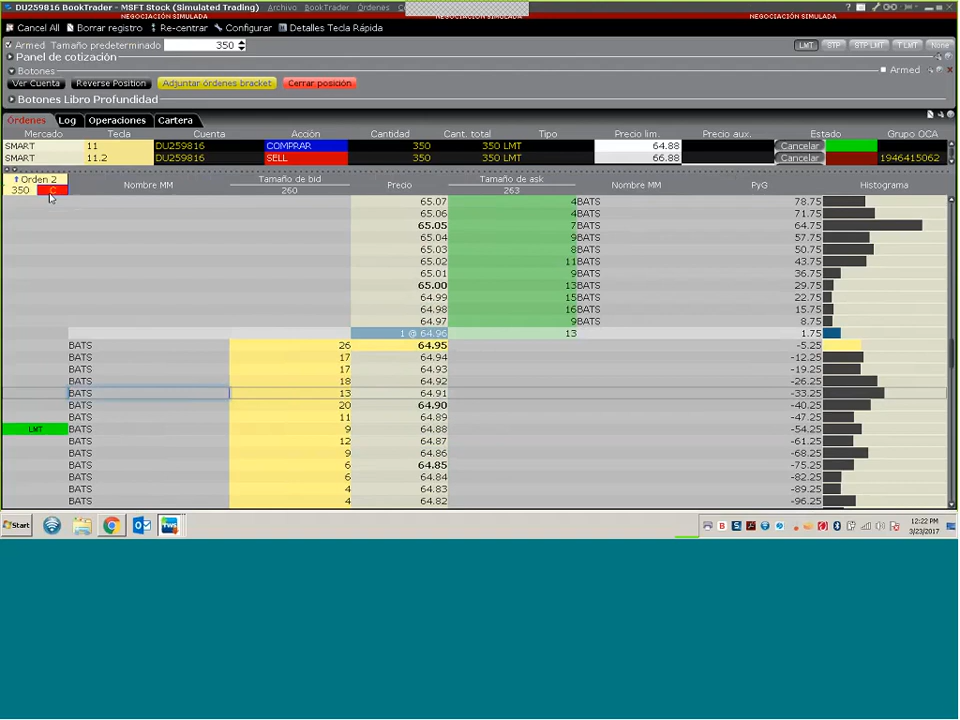 DU259816 BookTrader - MSFT Stock (Simulated Trading) Archivo BookTrader Órdenes
NEGOCIACIÓN SIMULADA NEGOCIACIÓN SIMULADA NEGOCIACIÓN SIMULADA
Cancel All Borrar registro Re-centrar Configurar Detalles Tecla Rápida
Armed Tamaño predeterminado 350 LMT STP STP LMT T LMT None
Panel de cotización
Botones Armed
Ver Cuenta Reverse Position Adjuntar órdenes bracket Cerrar posición
Botones Libro Profundidad
Órdenes Log Operaciones Cartera
Mercado Tecla Cuenta Acción Cantidad Cant. total Tipo Precio lim. Precio aux. Estado Grupo OCA
SMART 11 DU259816 COMPRAR 350 350 LMT 64.88 Cancelar
SMART 11.2 DU259816 SELL 350 350 LMT 66.88 Cancelar 1946415062
Orden 2 Nombre MM Tamaño de bid Precio Tamaño de ask Nombre MM PyG Histograma
350 C 260 263
65.07 4 BATS 78.75
65.06 4 BATS 71.75
65.05 7 BATS 64.75
65.04 9 BATS 57.75
65.03 8 BATS 50.75
65.02 11 BATS 43.75
65.01 9 BATS 36.75
65.00 13 BATS 29.75
64.99 15 BATS 22.75
64.98 16 BATS 15.75
64.97 9 BATS 8.75
1 @ 64.96 13 1.75
BATS 26 64.95 -5.25
BATS 17 64.94 -12.25
BATS 17 64.93 -19.25
BATS 18 64.92 -26.25
BATS 13 64.91 -33.25
BATS 20 64.90 -40.25
BATS 11 64.89 -47.25
LMT BATS 9 64.88 -54.25
BATS 12 64.87 -61.25
BATS 9 64.86 -68.25
BATS 6 64.85 -75.25
BATS 6 64.84 -82.25
BATS 4 64.83 -89.25
BATS 4 64.82 -96.25
Start TWS 12:22 PM
3/23/2017